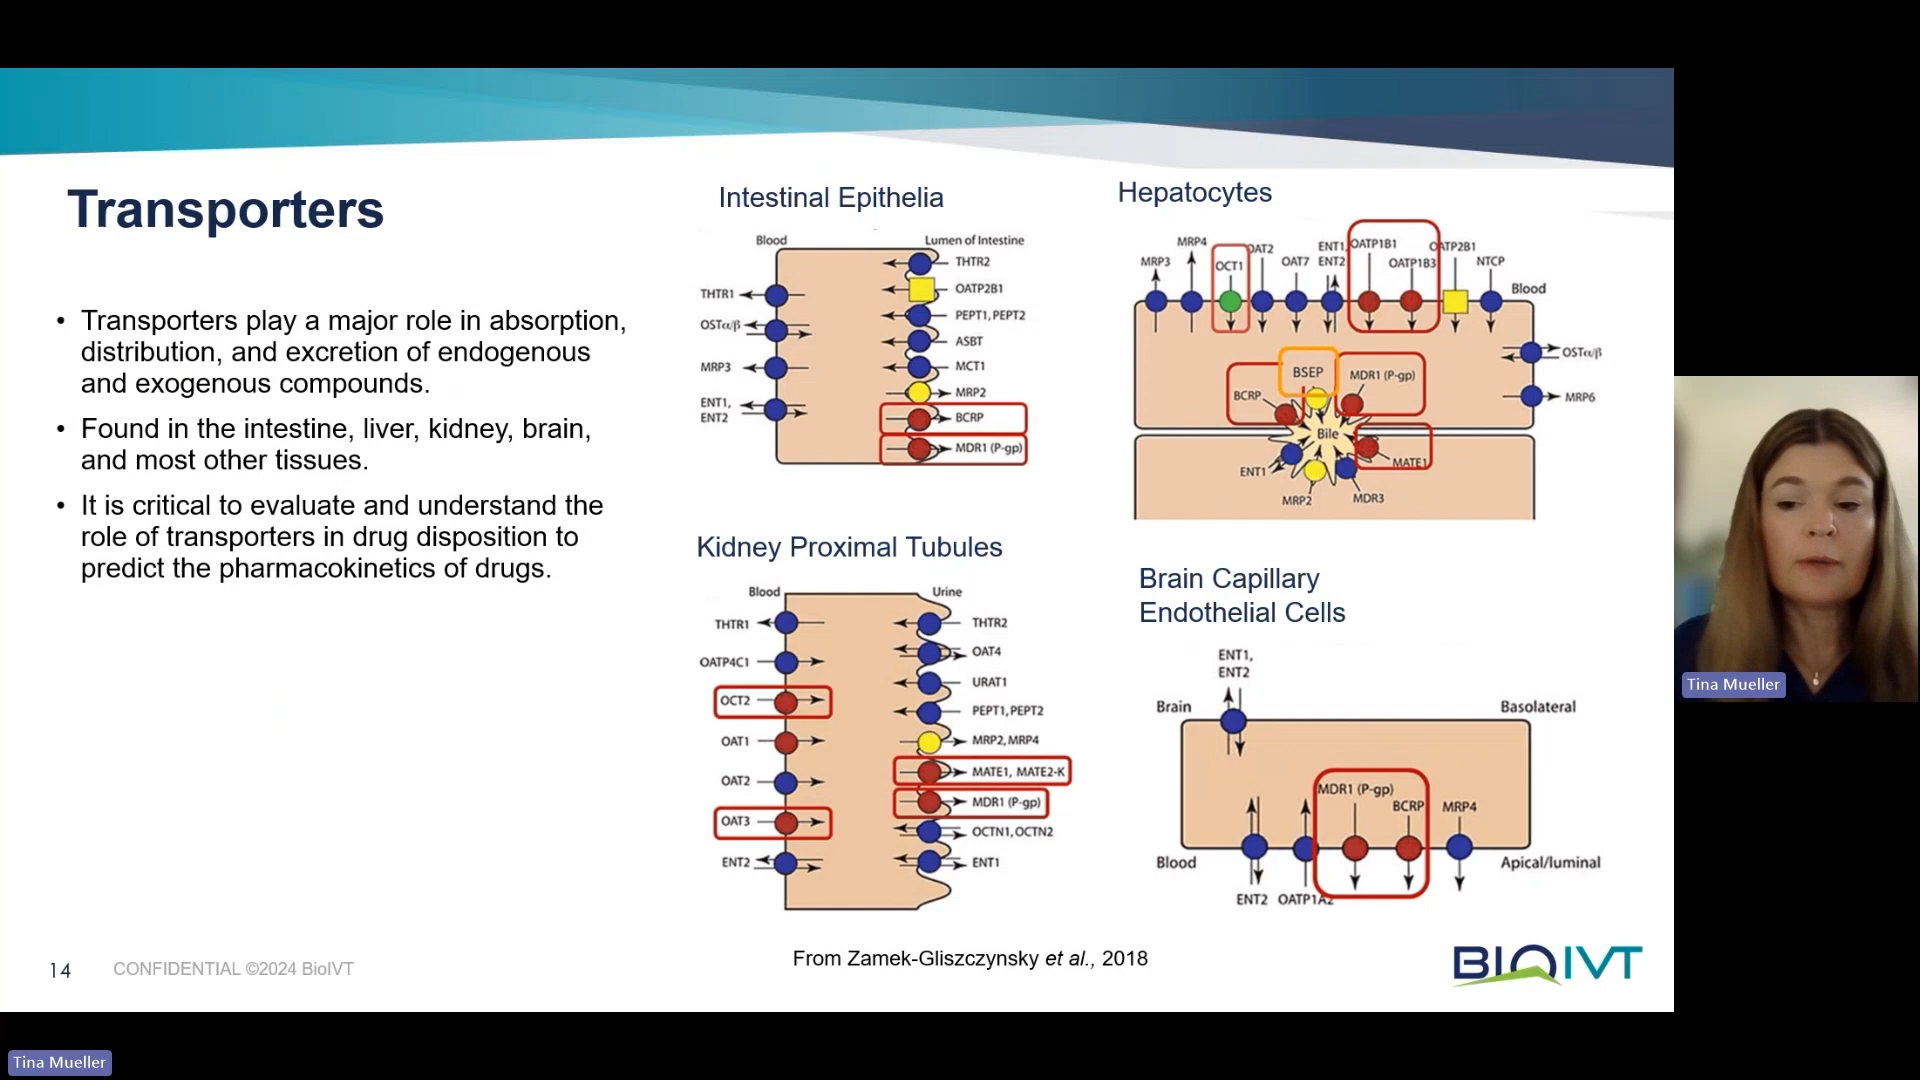 Transporters
• Transporters play a major role in absorption,
distribution, and excretion of endogenous
and exogenous compounds.
• Found in the intestine, liver, kidney, brain,
and most other tissues.
• It is critical to evaluate and understand the
role of transporters in drug disposition to
predict the pharmacokinetics of drugs.
Intestinal Epithelia
Blood
Lumen of Intestine
THTR1
OSTα/β
MRP3
ENT1,
ENT2
THTR2
OATP2B1
PEPT1, PEPT2
ASBT
MCT1
MRP2
BCRP
MDR1 (P-gp)
Hepatocytes
MRP3
MRP4
OCT1
OAT2
OAT7
ENT1,
ENT2
OATP1B1
OATP1B3
OATP2B1
NTCP
Blood
OSTα/β
MRP6
BCRP
BSEP
MDR1 (P-gp)
Bile
MATE1
ENT1
MRP2
MDR3
Kidney Proximal Tubules
Blood
Urine
THTR1
OATP4C1
OCT2
OAT1
OAT2
OAT3
ENT2
THTR2
OAT4
URAT1
PEPT1, PEPT2
MRP2, MRP4
MATE1, MATE2-K
MDR1 (P-gp)
OCTN1, OCTN2
ENT1
Brain Capillary
Endothelial Cells
ENT1,
ENT2
Brain
Basolateral
MDR1 (P-gp)
BCRP
MRP4
Blood
Apical/luminal
ENT2
OATP1A2
From Zamek-Gliszczynsky et al., 2018
14
CONFIDENTIAL ©2024 BioIVT
BIOIVT
Tina Mueller
Tina Mueller